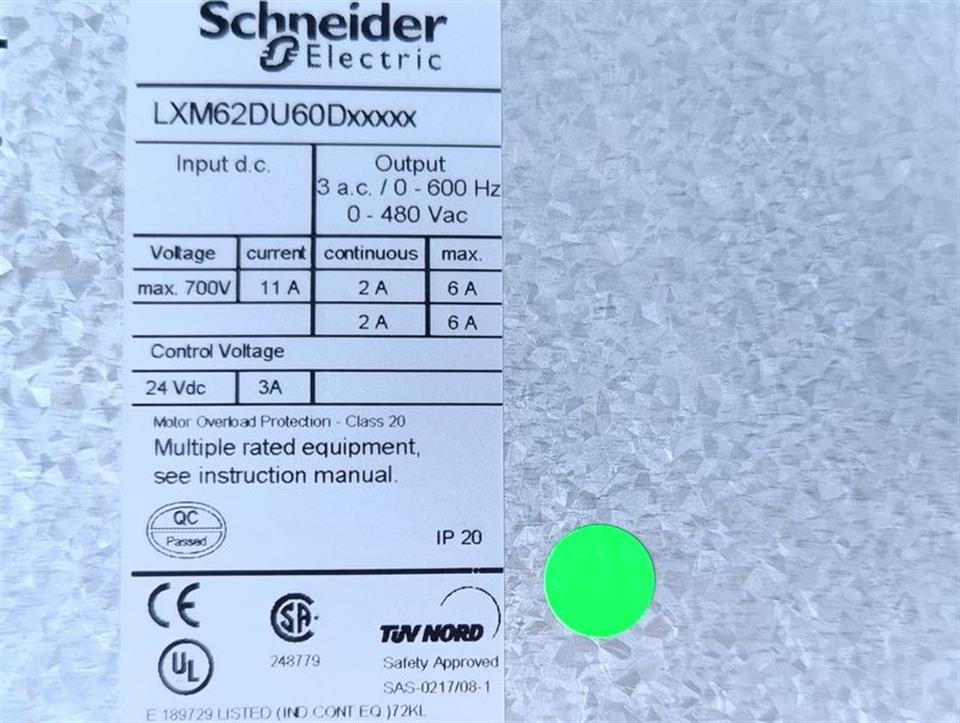 Schneider
Electric
LXM62DU60Dxxxxx
Input d.c.
Output
3 a.c. / 0 - 600 Hz
0 - 480 Vac
Voltage current continuous max.
max. 700V 11 A 2 A 6 A
2 A 6 A
Control Voltage
24 Vdc 3A
Motor Overload Protection - Class 20
Multiple rated equipment,
see instruction manual.
QC
Passed
IP 20
CE
SA
248779
TÜV NORD
Safety Approved
SAS-0217/08-1
UL
E 189729 LISTED (IND.CONT EQ.)72KL